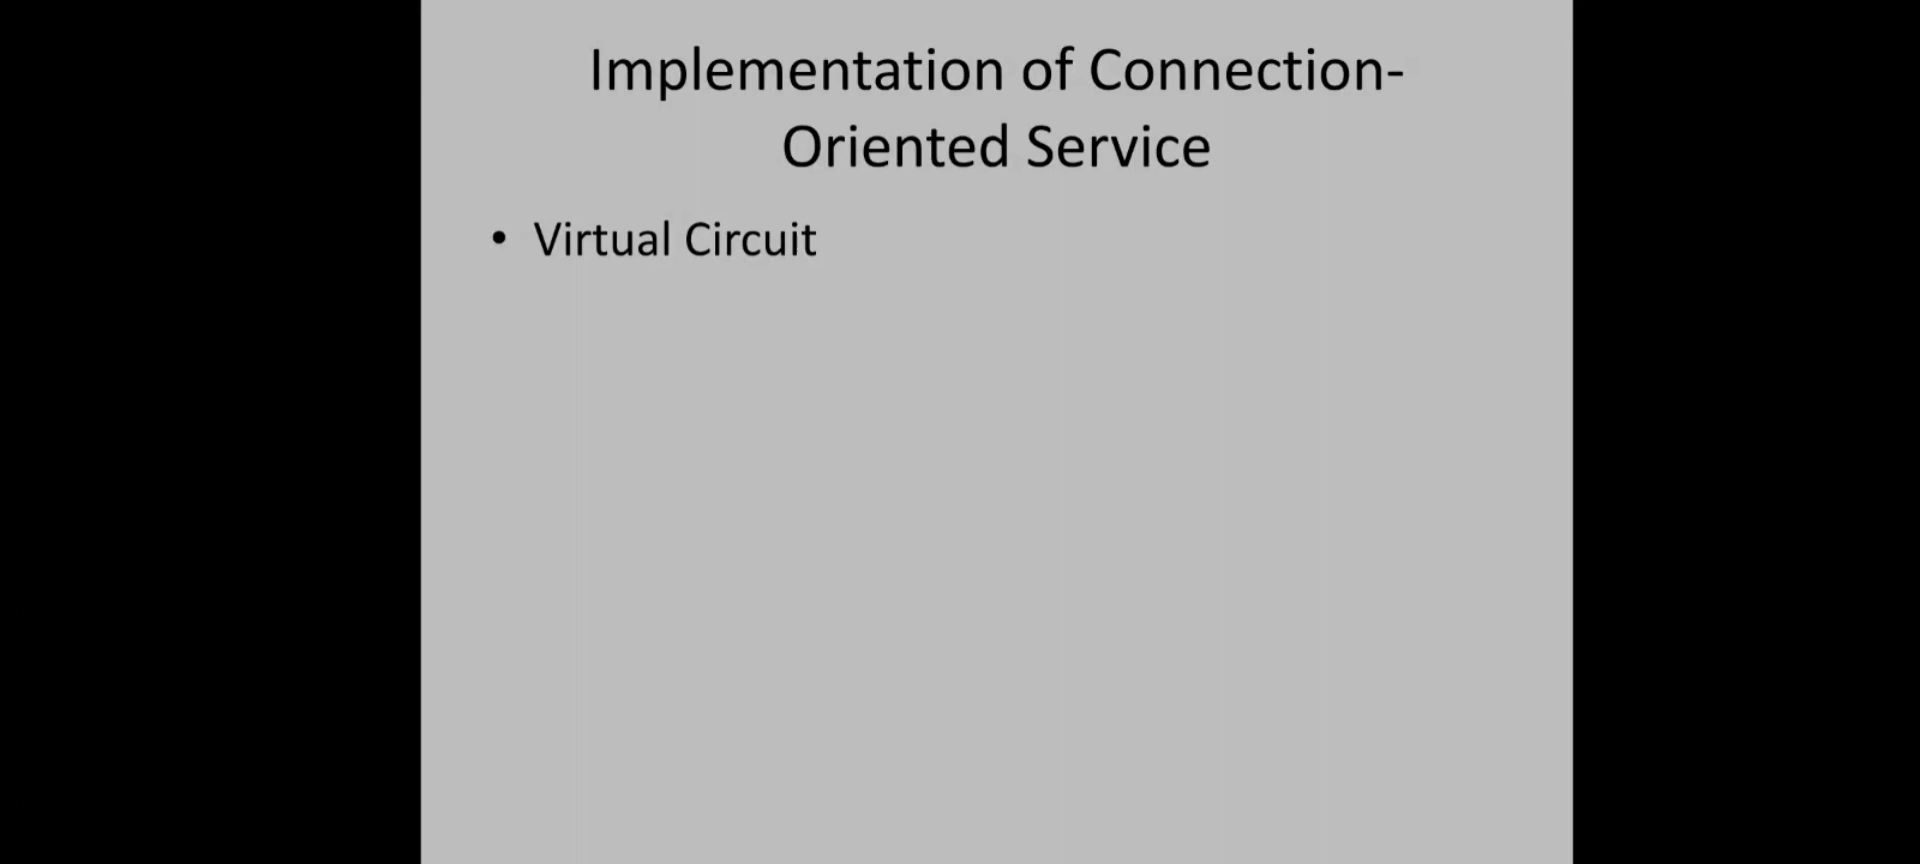 Implementation of Connection-
Oriented Service
• Virtual Circuit